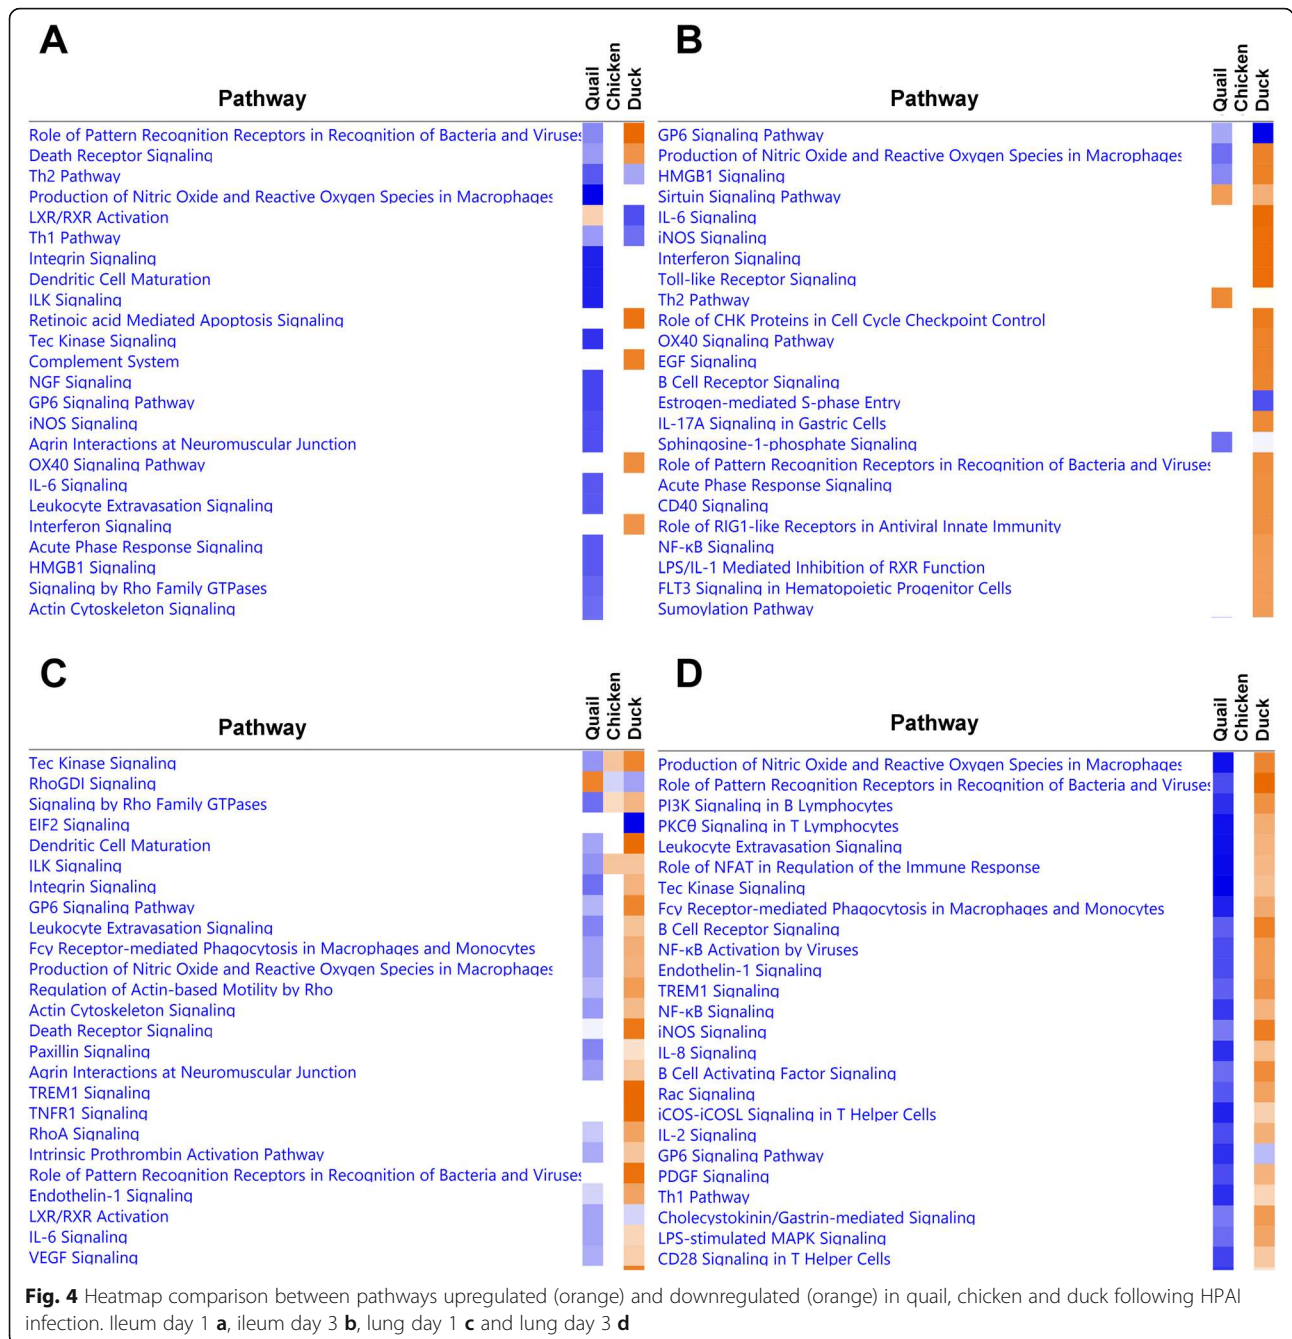 A
Pathway
Quail
Chicken
Duck
Role of Pattern Recognition Receptors in Recognition of Bacteria and Viruses
Death Receptor Signaling
Th2 Pathway
Production of Nitric Oxide and Reactive Oxygen Species in Macrophages
LXR/RXR Activation
Th1 Pathway
Integrin Signaling
Dendritic Cell Maturation
ILK Signaling
Retinoic acid Mediated Apoptosis Signaling
Tec Kinase Signaling
Complement System
NGF Signaling
GP6 Signaling Pathway
iNOS Signaling
Agrin Interactions at Neuromuscular Junction
OX40 Signaling Pathway
IL-6 Signaling
Leukocyte Extravasation Signaling
Interferon Signaling
Acute Phase Response Signaling
HMGB1 Signaling
Signaling by Rho Family GTPases
Actin Cytoskeleton Signaling
B
Pathway
Quail
Chicken
Duck
GP6 Signaling Pathway
Production of Nitric Oxide and Reactive Oxygen Species in Macrophages
HMGB1 Signaling
Sirtuin Signaling Pathway
IL-6 Signaling
iNOS Signaling
Interferon Signaling
Toll-like Receptor Signaling
Th2 Pathway
Role of CHK Proteins in Cell Cycle Checkpoint Control
OX40 Signaling Pathway
EGF Signaling
B Cell Receptor Signaling
Estrogen-mediated S-phase Entry
IL-17A Signaling in Gastric Cells
Sphingosine-1-phosphate Signaling
Role of Pattern Recognition Receptors in Recognition of Bacteria and Viruses
Acute Phase Response Signaling
CD40 Signaling
Role of RIG1-like Receptors in Antiviral Innate Immunity
NF-κB Signaling
LPS/IL-1 Mediated Inhibition of RXR Function
FLT3 Signaling in Hematopoietic Progenitor Cells
Sumoylation Pathway
C
Pathway
Quail
Chicken
Duck
Tec Kinase Signaling
RhoGDI Signaling
Signaling by Rho Family GTPases
EIF2 Signaling
Dendritic Cell Maturation
ILK Signaling
Integrin Signaling
GP6 Signaling Pathway
Leukocyte Extravasation Signaling
Fcγ Receptor-mediated Phagocytosis in Macrophages and Monocytes
Production of Nitric Oxide and Reactive Oxygen Species in Macrophages
Regulation of Actin-based Motility by Rho
Actin Cytoskeleton Signaling
Death Receptor Signaling
Paxillin Signaling
Agrin Interactions at Neuromuscular Junction
TREM1 Signaling
TNFR1 Signaling
RhoA Signaling
Intrinsic Prothrombin Activation Pathway
Role of Pattern Recognition Receptors in Recognition of Bacteria and Viruses
Endothelin-1 Signaling
LXR/RXR Activation
IL-6 Signaling
VEGF Signaling
D
Pathway
Quail
Chicken
Duck
Production of Nitric Oxide and Reactive Oxygen Species in Macrophages
Role of Pattern Recognition Receptors in Recognition of Bacteria and Viruses
PI3K Signaling in B Lymphocytes
PKCθ Signaling in T Lymphocytes
Leukocyte Extravasation Signaling
Role of NFAT in Regulation of the Immune Response
Tec Kinase Signaling
Fcγ Receptor-mediated Phagocytosis in Macrophages and Monocytes
B Cell Receptor Signaling
NF-κB Activation by Viruses
Endothelin-1 Signaling
TREM1 Signaling
NF-κB Signaling
iNOS Signaling
IL-8 Signaling
B Cell Activating Factor Signaling
Rac Signaling
iCOS-iCOSL Signaling in T Helper Cells
IL-2 Signaling
GP6 Signaling Pathway
PDGF Signaling
Th1 Pathway
Cholecystokinin/Gastrin-mediated Signaling
LPS-stimulated MAPK Signaling
CD28 Signaling in T Helper Cells
Fig. 4 Heatmap comparison between pathways upregulated (orange) and downregulated (orange) in quail, chicken and duck following HPAI
infection. Ileum day 1 a, ileum day 3 b, lung day 1 c and lung day 3 d